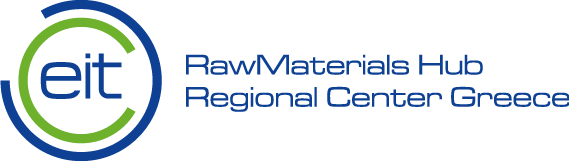 eit
RawMaterials Hub
Regional Center Greece